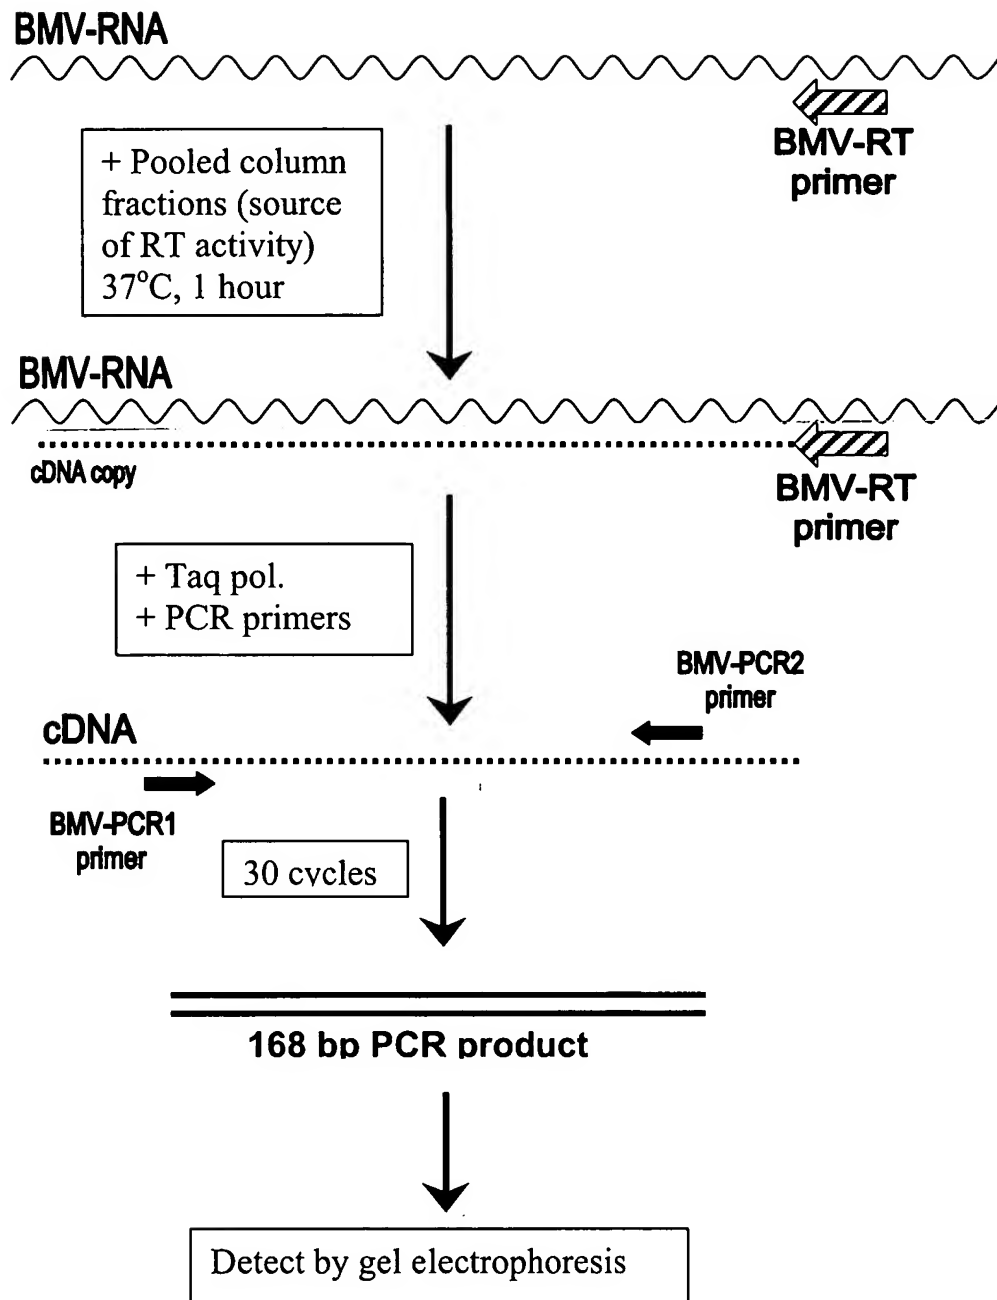 BMV-RNA
BMV-RT
primer
+ Pooled column
fractions (source
of RT activity)
37°C, 1 hour
BMV-RNA
cDNA copy
BMV-RT
primer
+ Taq pol.
+ PCR primers
BMV-PCR2
primer
cDNA
BMV-PCR1
primer
30 cycles
168 bp PCR product
Detect by gel electrophoresis